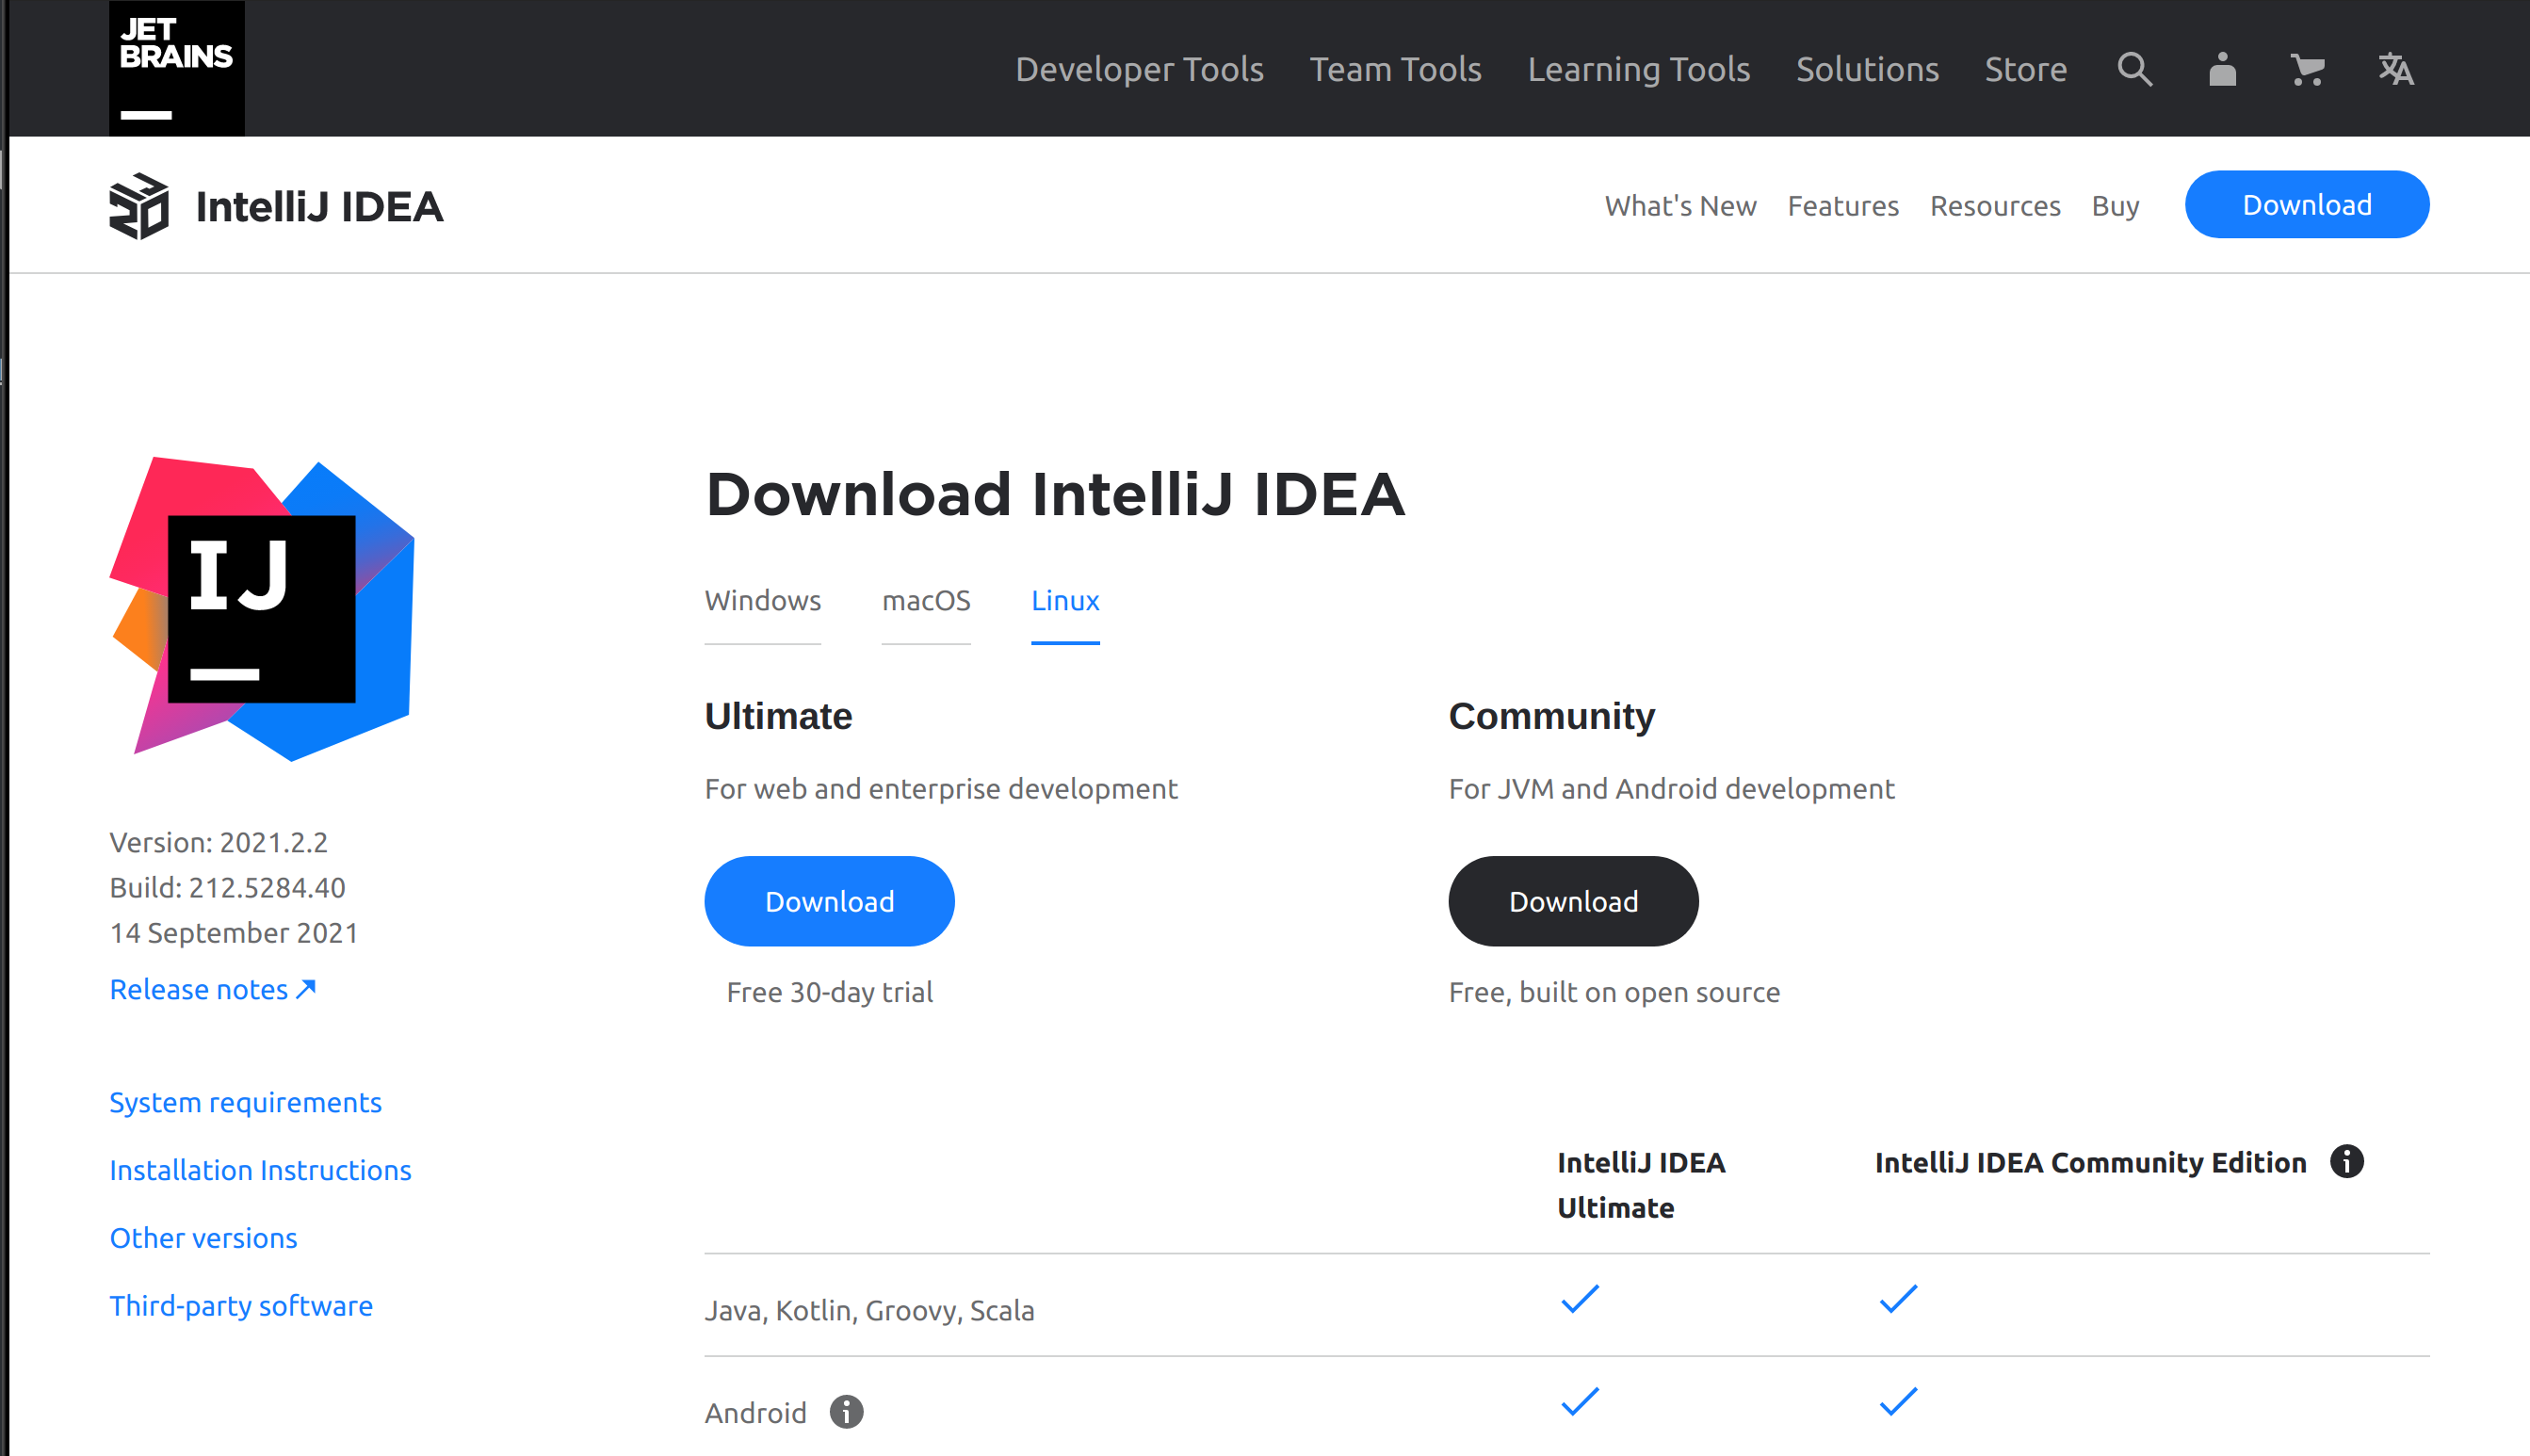 JET
BRAINS
Developer Tools Team Tools Learning Tools Solutions Store
IntelliJ IDEA
What's New Features Resources Buy Download
Download IntelliJ IDEA
IJ
Windows macOS Linux
Ultimate Community
For web and enterprise development For JVM and Android development
Version: 2021.2.2
Build: 212.5284.40
14 September 2021
Release notes
Download Download
Free 30-day trial Free, built on open source
System requirements
Installation Instructions
Other versions
Third-party software
IntelliJ IDEA
Ultimate
IntelliJ IDEA Community Edition
Java, Kotlin, Groovy, Scala
Android